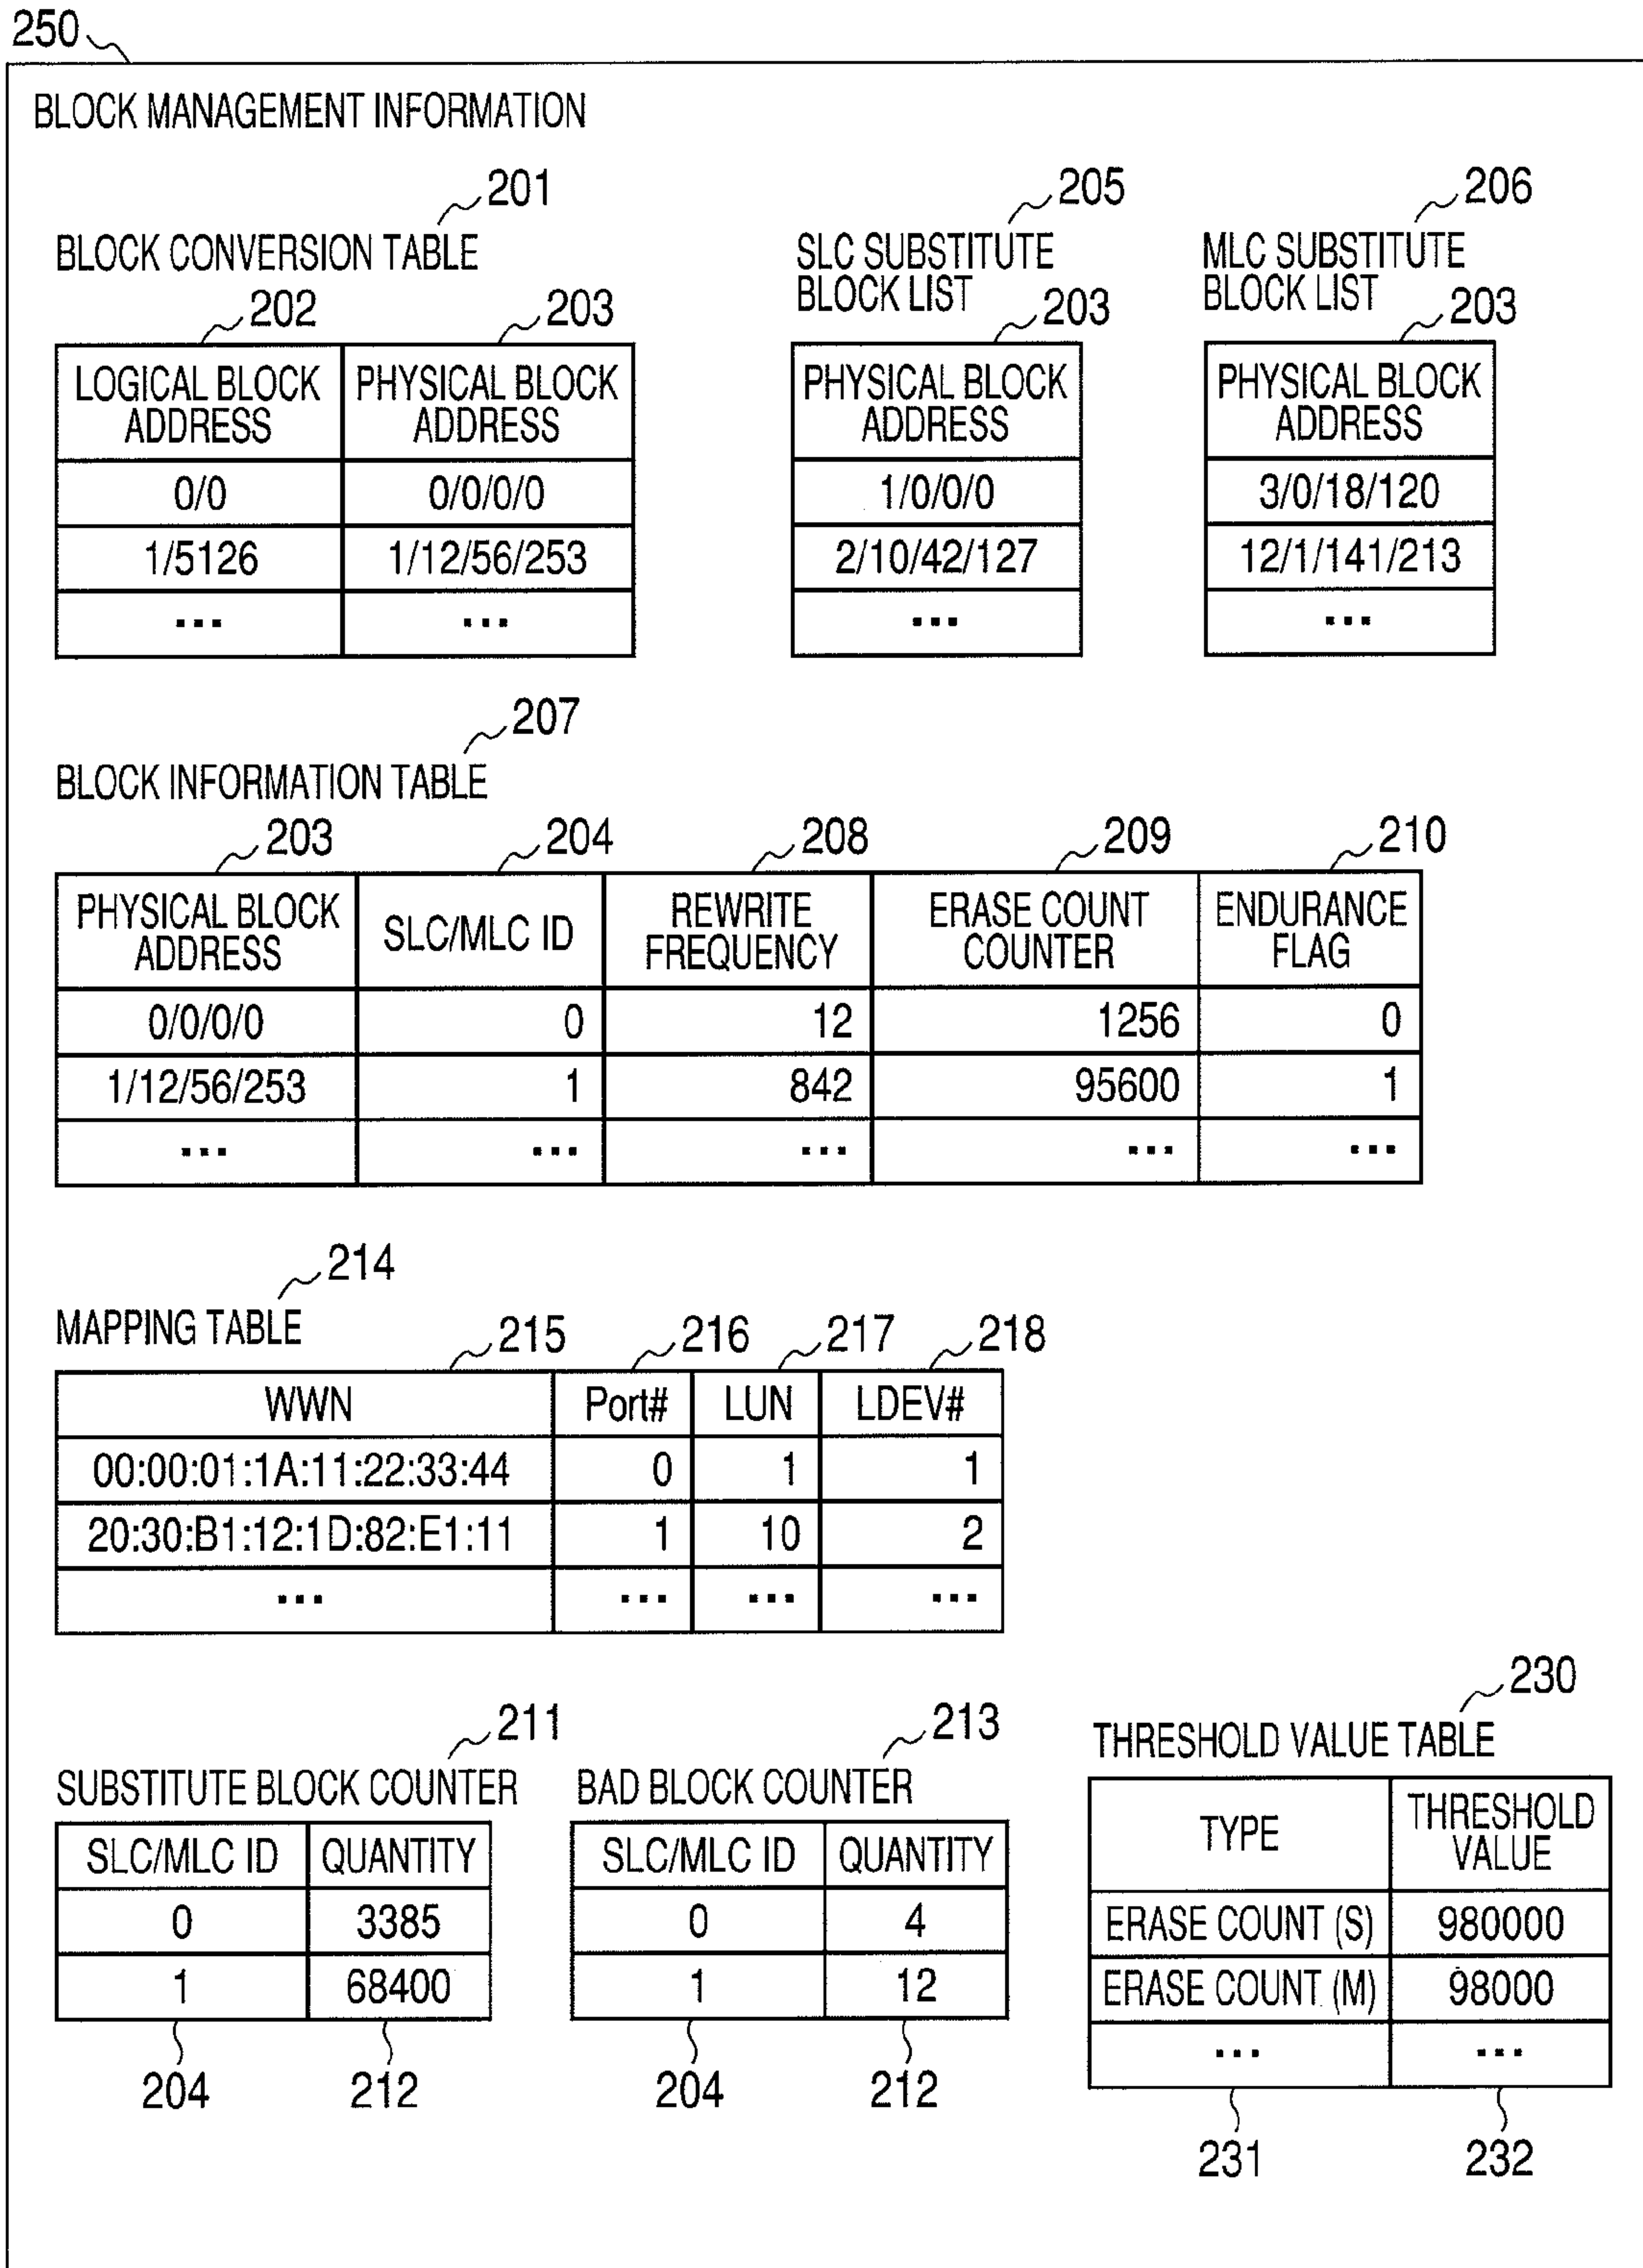 250
BLOCK MANAGEMENT INFORMATION
201
BLOCK CONVERSION TABLE
202 203
LOGICAL BLOCK ADDRESS PHYSICAL BLOCK ADDRESS
0/0 0/0/0/0
1/5126 1/12/56/253
... ...
205
SLC SUBSTITUTE
BLOCK LIST
203
PHYSICAL BLOCK
ADDRESS
1/0/0/0
2/10/42/127
...
206
MLC SUBSTITUTE
BLOCK LIST
203
PHYSICAL BLOCK
ADDRESS
3/0/18/120
12/1/141/213
...
207
BLOCK INFORMATION TABLE
203 204 208 209 210
PHYSICAL BLOCK ADDRESS SLC/MLC ID REWRITE FREQUENCY ERASE COUNT COUNTER ENDURANCE FLAG
0/0/0/0 0 12 1256 0
1/12/56/253 1 842 95600 1
... ... ... ... ...
214
MAPPING TABLE
215 216 217 218
WWN Port# LUN LDEV#
00:00:01:1A:11:22:33:44 0 1 1
20:30:B1:12:1D:82:E1:11 1 10 2
... ... ... ...
211
SUBSTITUTE BLOCK COUNTER
SLC/MLC ID QUANTITY
0 3385
1 68400
204 212
213
BAD BLOCK COUNTER
SLC/MLC ID QUANTITY
0 4
1 12
204 212
230
THRESHOLD VALUE TABLE
TYPE THRESHOLD VALUE
ERASE COUNT (S) 980000
ERASE COUNT (M) 98000
... ...
231 232